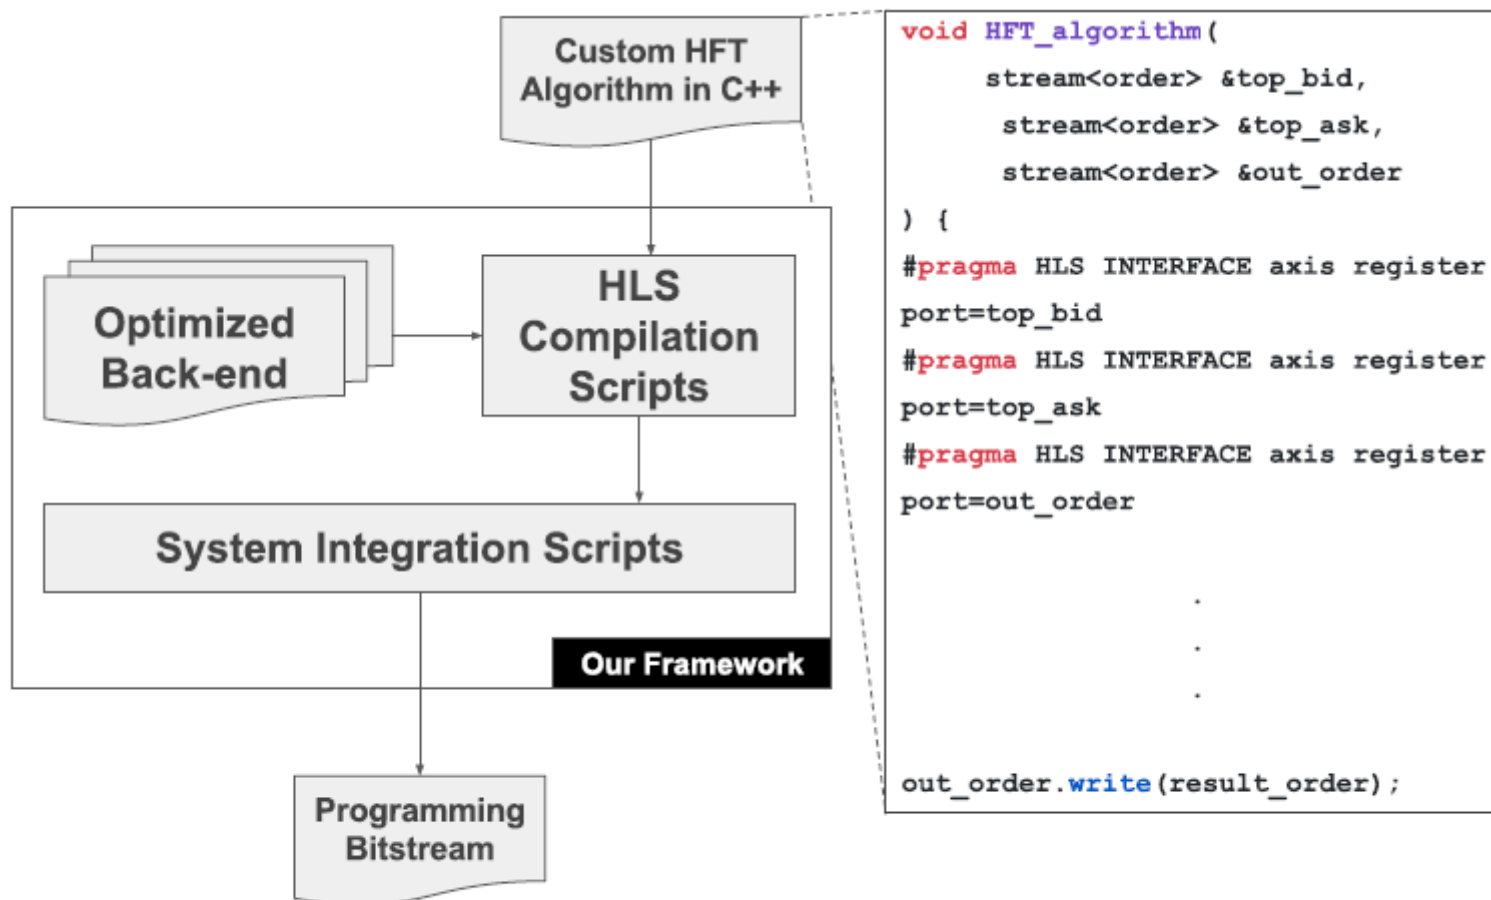 Custom HFT
Algorithm in C++
Optimized
Back-end
HLS
Compilation
Scripts
System Integration Scripts
Our Framework
Programming
Bitstream
void HFT_algorithm(
stream<order> &top_bid,
stream<order> &top_ask,
stream<order> &out_order
) {
#pragma HLS INTERFACE axis register
port=top_bid
#pragma HLS INTERFACE axis register
port=top_ask
#pragma HLS INTERFACE axis register
port=out_order
.
.
.
out_order.write(result_order);